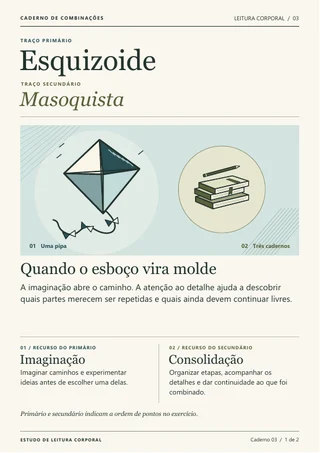 CADERNO DE COMBINAÇÕES
LEITURA CORPORAL / 03
TRAÇO PRIMÁRIO
Esquizoide
TRAÇO SECUNDÁRIO
Masoquista
01 Uma pipa
02 Três cadernos
Quando o esboço vira molde
A imaginação abre o caminho. A atenção ao detalhe ajuda a descobrir
quais partes merecem ser repetidas e quais ainda devem continuar livres.
01 / RECURSO DO PRIMÁRIO
Imaginação
Imaginar caminhos e experimentar
ideias antes de escolher uma delas.
02 / RECURSO DO SECUNDÁRIO
Consolidação
Organizar etapas, acompanhar os
detalhes e dar continuidade ao que foi
combinado.
Primário e secundário indicam a ordem de pontos no exercício.
ESTUDO DE LEITURA CORPORAL
Caderno 03 / 1 de 2